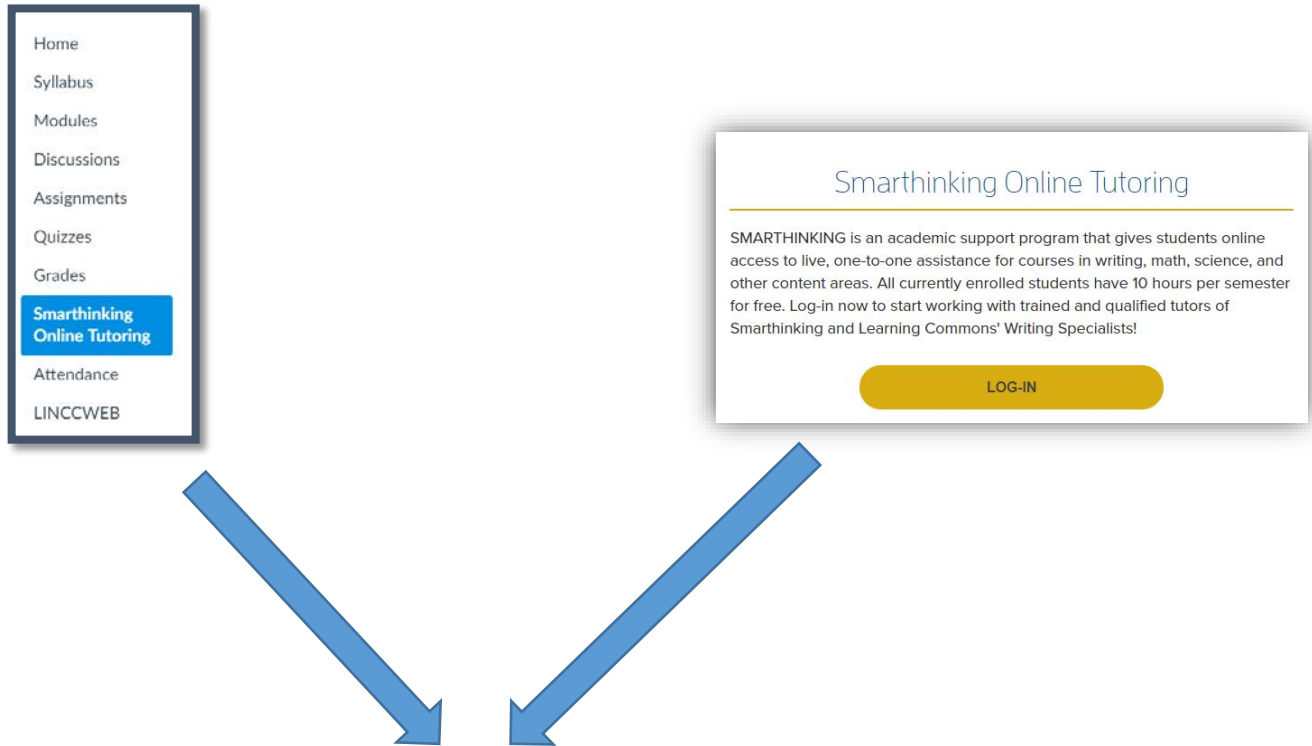 Home
Syllabus
Modules
Discussions
Assignments
Quizzes
Grades
Smarthinking
Online Tutoring
Attendance
LINCCWEB
Smarthinking Online Tutoring
SMARTHINKING is an academic support program that gives students online
access to live, one-to-one assistance for courses in writing, math, science, and
other content areas. All currently enrolled students have 10 hours per semester
for free. Log-in now to start working with trained and qualified tutors of
Smarthinking and Learning Commons' Writing Specialists!
LOG-IN